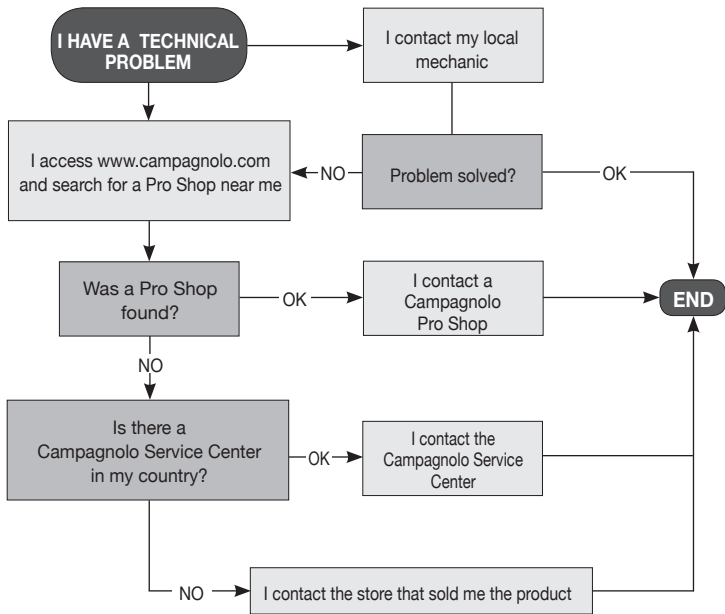 I HAVE A TECHNICAL
PROBLEM
I contact my local
mechanic
I access www.campagnolo.com
and search for a Pro Shop near me
NO
Problem solved?
OK
Was a Pro Shop
found?
OK
I contact a
Campagnolo
Pro Shop
END
NO
Is there a
Campagnolo Service Center
in my country?
OK
I contact the
Campagnolo Service
Center
NO
I contact the store that sold me the product